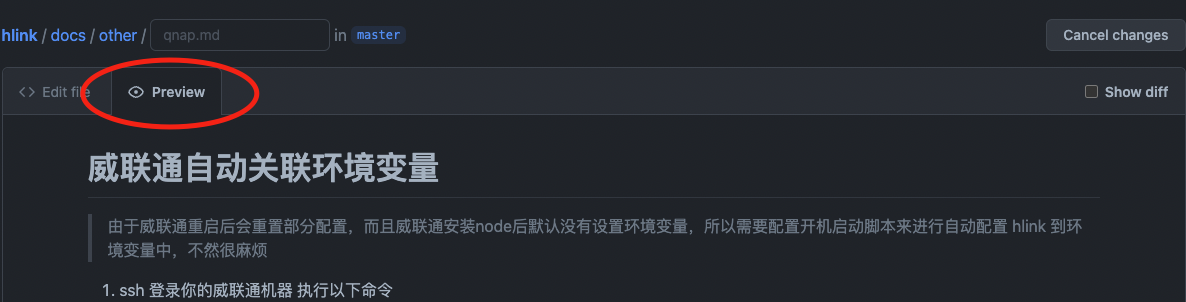 hlink / docs / other / qnap.md in master Cancel changes
<> Edit file Preview Show diff
威联通自动关联环境变量
由于威联通重启后会重置部分配置，而且威联通安装node后默认没有设置环境变量，所以需要配置开机启动脚本来进行自动配置 hlink 到环
境变量中，不然很麻烦
1. ssh 登录你的威联通机器 执行以下命令